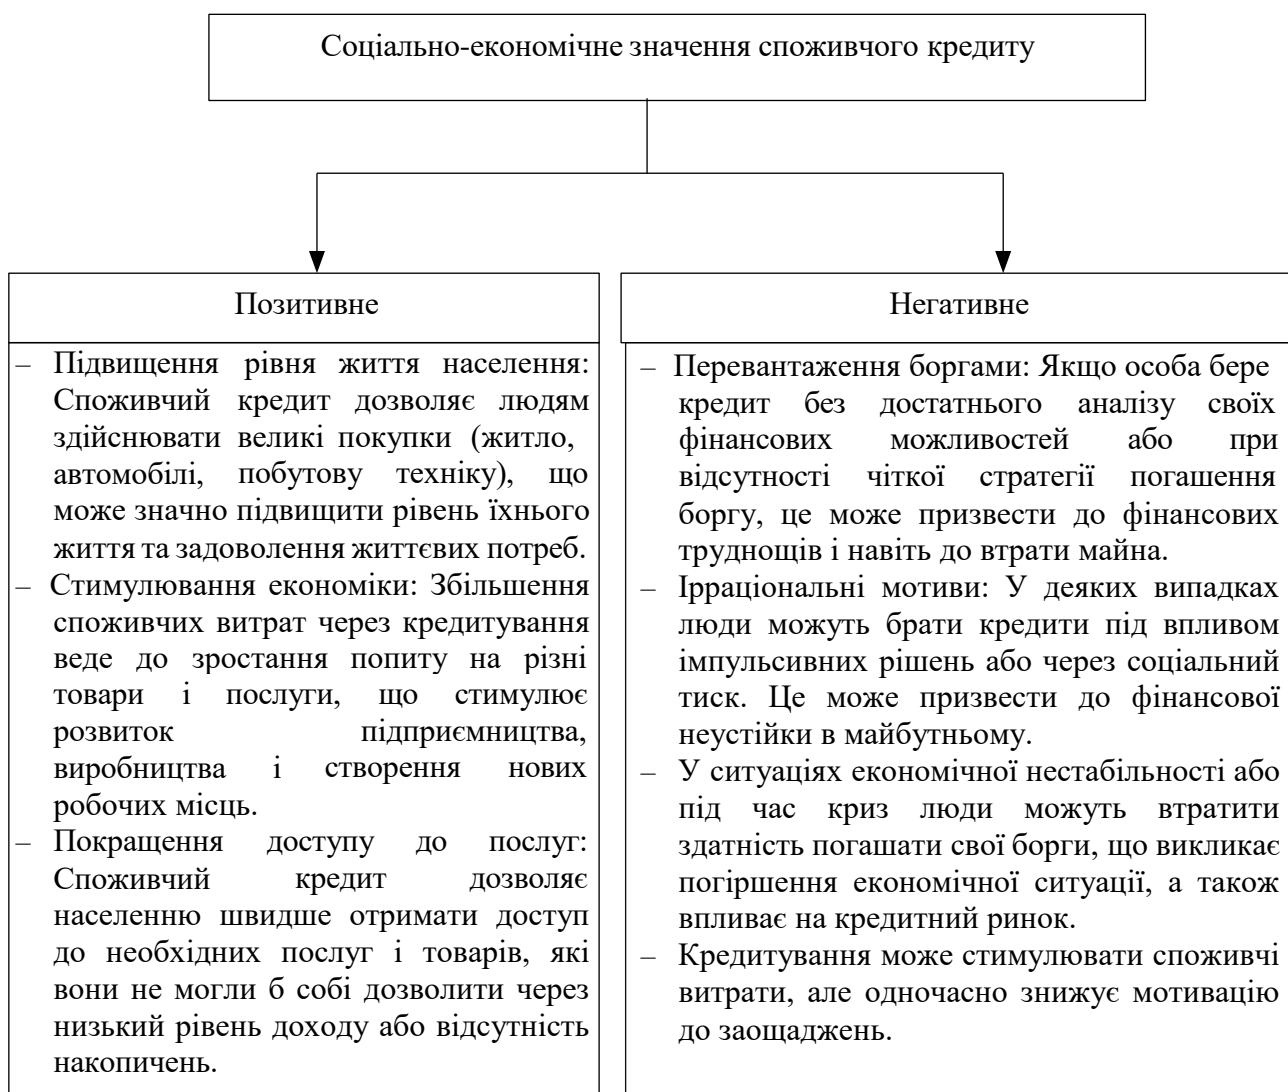 Соціально-економічне значення споживчого кредиту
Позитивне
– Підвищення рівня життя населення:
Споживчий кредит дозволяє людям
здійснювати великі покупки (житло,
автомобілі, побутову техніку), що
може значно підвищити рівень їхнього
життя та задоволення життєвих потреб.
– Стимулювання економіки: Збільшення
споживчих витрат через кредитування
веде до зростання попиту на різні
товари і послуги, що стимулює
розвиток підприємництва,
виробництва і створення нових
робочих місць.
– Покращення доступу до послуг:
Споживчий кредит дозволяє
населенню швидше отримати доступ
до необхідних послуг і товарів, які
вони не могли б собі дозволити через
низький рівень доходу або відсутність
накопичень.
Негативне
– Перевантаження боргами: Якщо особа бере
кредит без достатнього аналізу своїх
фінансових можливостей або при
відсутності чіткої стратегії погашення
боргу, це може призвести до фінансових
труднощів і навіть до втрати майна.
– Ірраціональні мотиви: У деяких випадках
люди можуть брати кредити під впливом
імпульсивних рішень або через соціальний
тиск. Це може призвести до фінансової
неустійки в майбутньому.
– У ситуаціях економічної нестабільності або
під час криз люди можуть втратити
здатність погашати свої борги, що викликає
погіршення економічної ситуації, а також
впливає на кредитний ринок.
– Кредитування може стимулювати споживчі
витрати, але одночасно знижує мотивацію
до заощаджень.